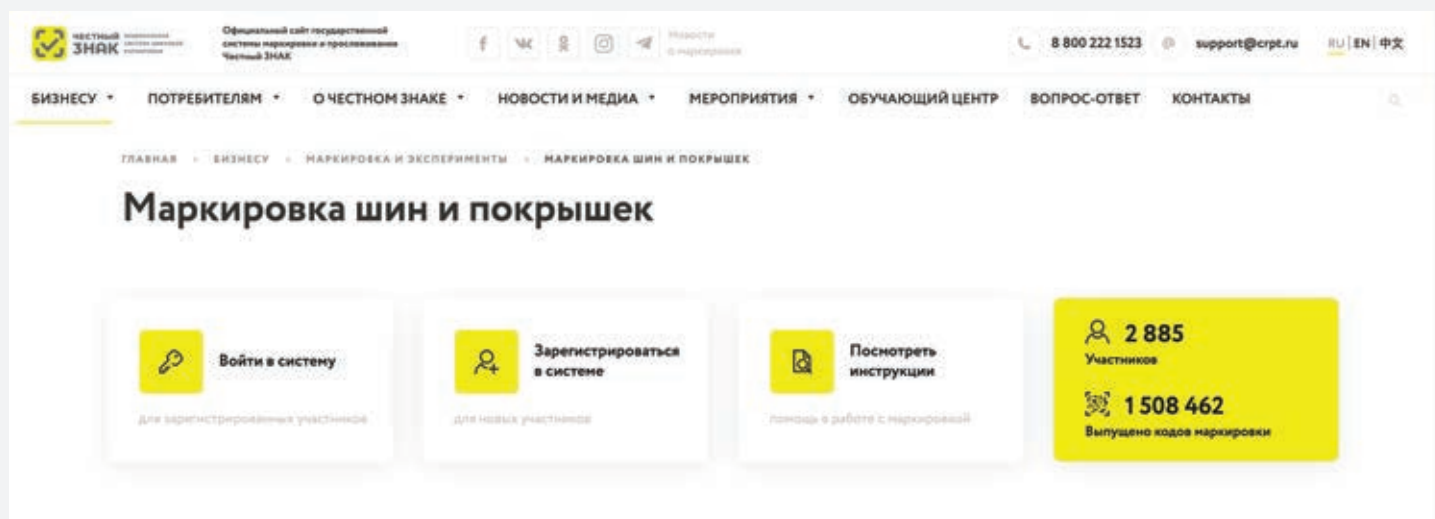 ЧЕСТНЫЙ
ЗНАК
Официальный сайт государственной
системы маркировки и прослеживания
Честный ЗНАК
Новости
о маркировке
8 800 222 1523
support@crpt.ru
RU | EN | 中文
БИЗНЕСУ
ПОТРЕБИТЕЛЯМ
О ЧЕСТНОМ ЗНАКЕ
НОВОСТИ И МЕДИА
МЕРОПРИЯТИЯ
ОБУЧАЮЩИЙ ЦЕНТР
ВОПРОС-ОТВЕТ
КОНТАКТЫ
ГЛАВНАЯ
БИЗНЕСУ
МАРКИРОВКА И ЭКСПЕРИМЕНТЫ
МАРКИРОВКА ШИН И ПОКРЫШЕК
Маркировка шин и покрышек
Войти в систему
для зарегистрированных участников
Зарегистрироваться
в системе
для новых участников
Посмотреть
инструкции
помощь в работе с маркировкой
2 885
Участников
1 508 462
Выпущено кодов маркировки